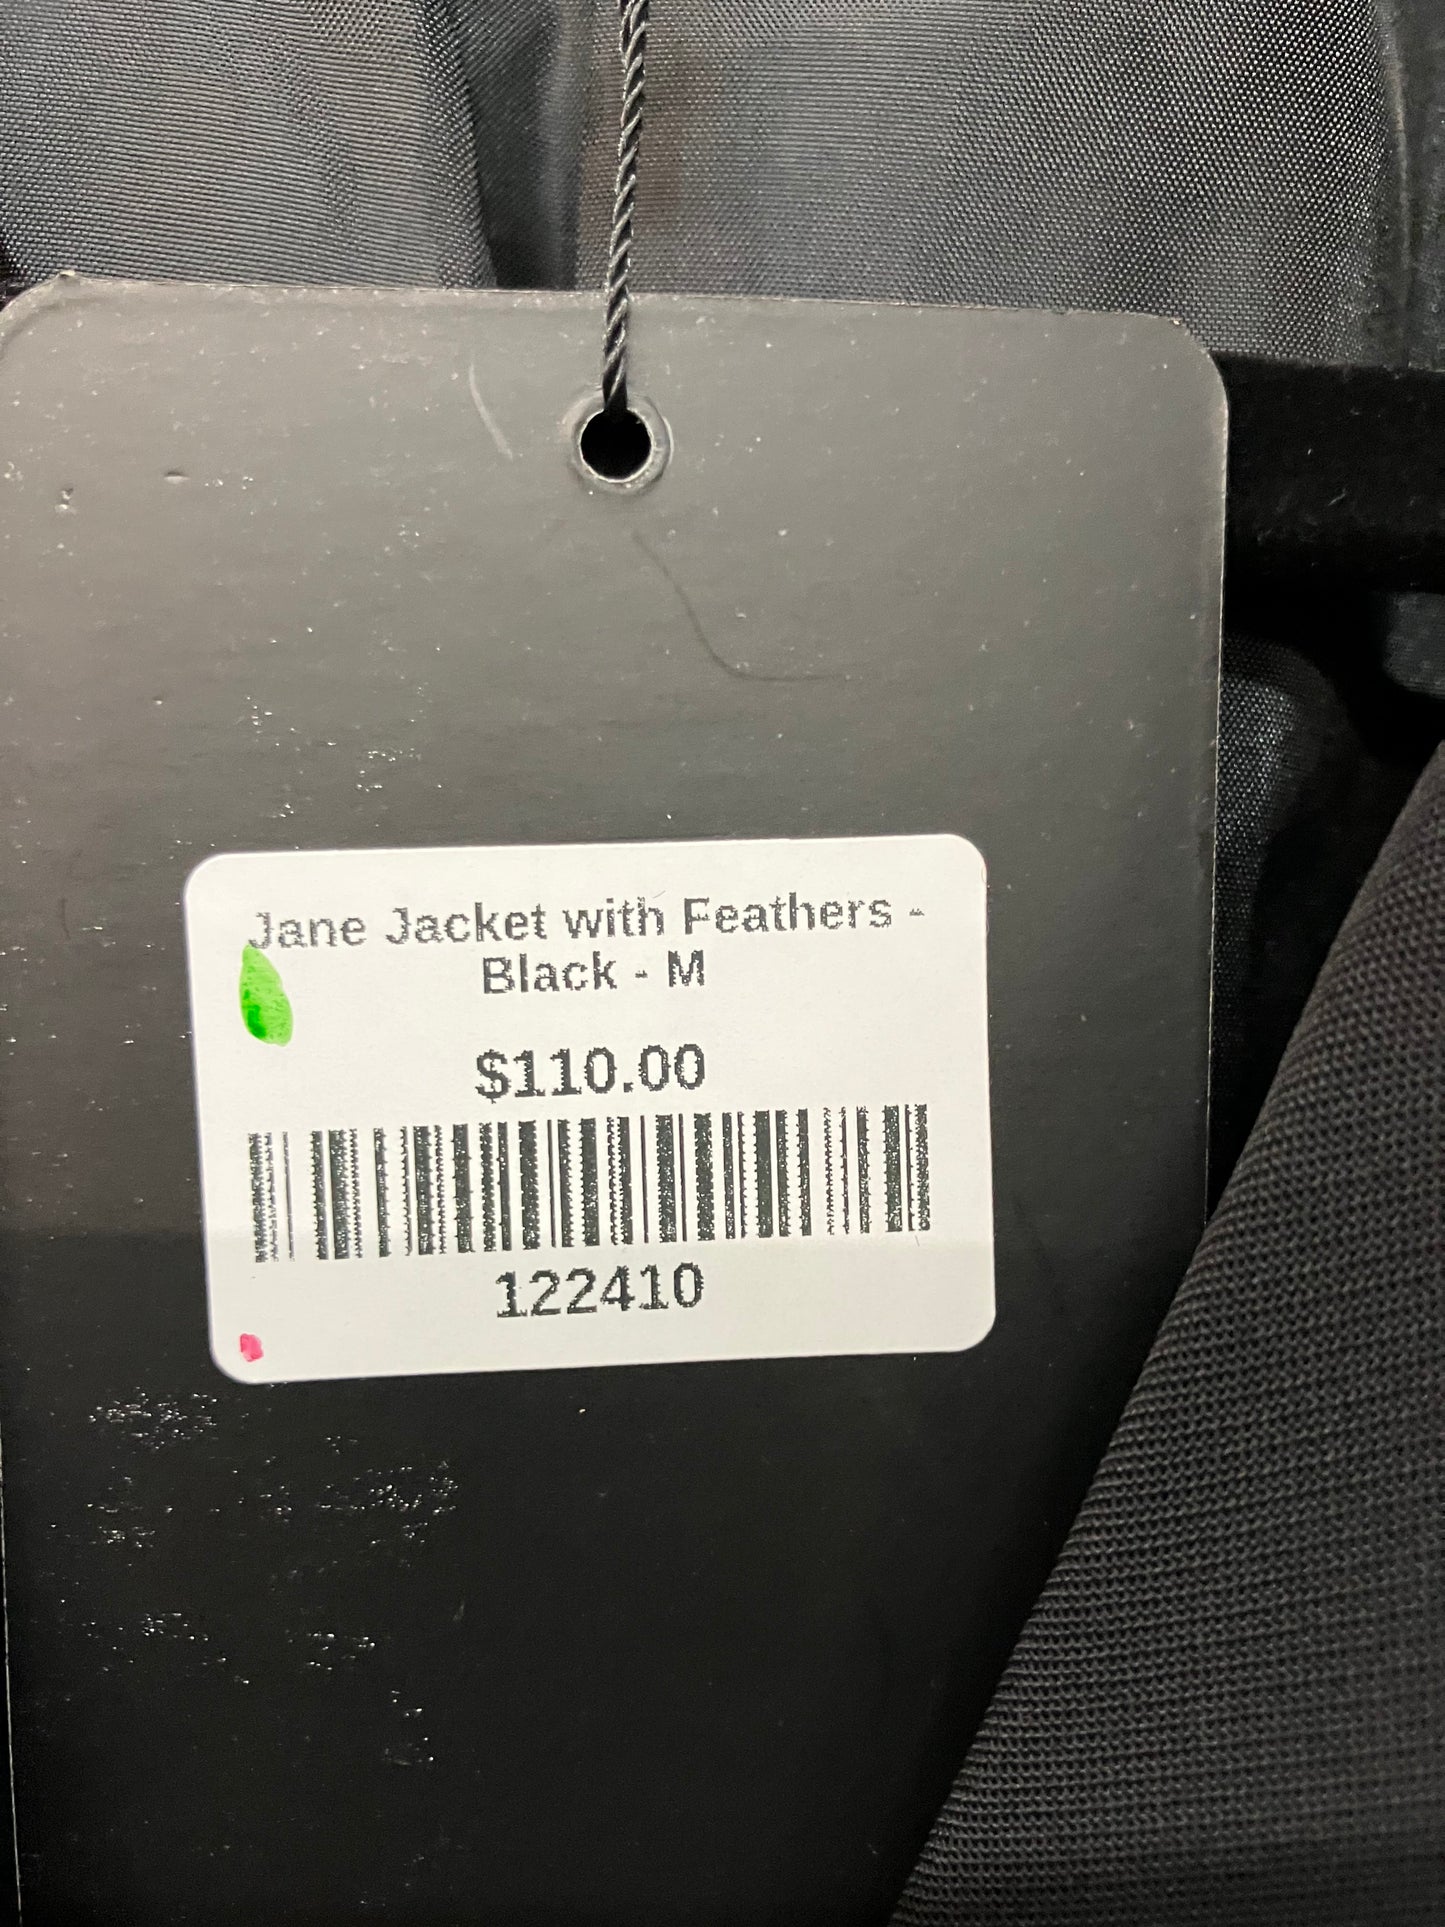 Jane Jacket with Feathers -
Black - M
$110.00
122410